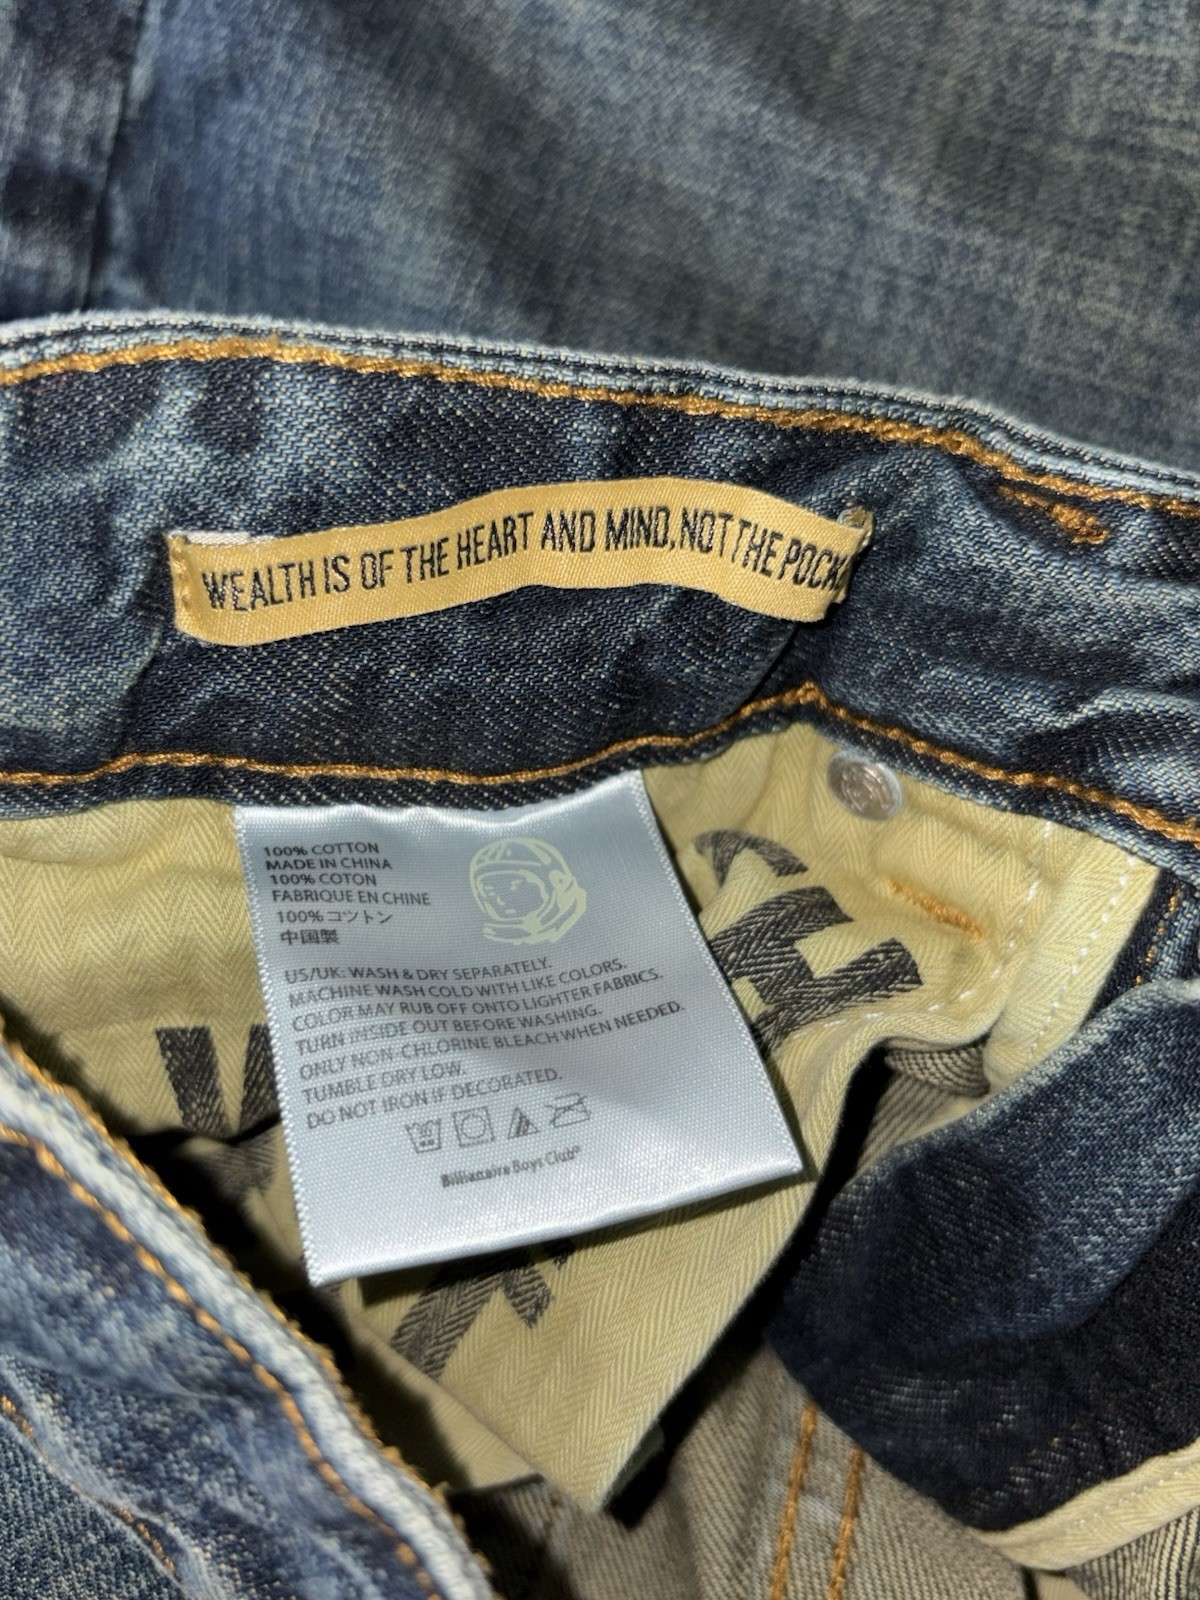 WEALTH IS OF THE HEART AND MIND, NOT THE
100% COTTON
MADE IN CHINA
100% COTON
FABRIQUE EN CHINE
100% コットン
中国製
US/UK: WASH & DRY SEPARATELY.
MACHINE WASH COLD WITH LIKE COLORS.
COLOR MAY RUB OFF ONTO LIGHTER FABRICS.
TURN INSIDE OUT BEFORE WASHING.
ONLY NON-CHLORINE BLEACH WHEN NEEDED.
TUMBLE DRY LOW.
DO NOT IRON IF DECORATED.
Billionaire Boys Club®